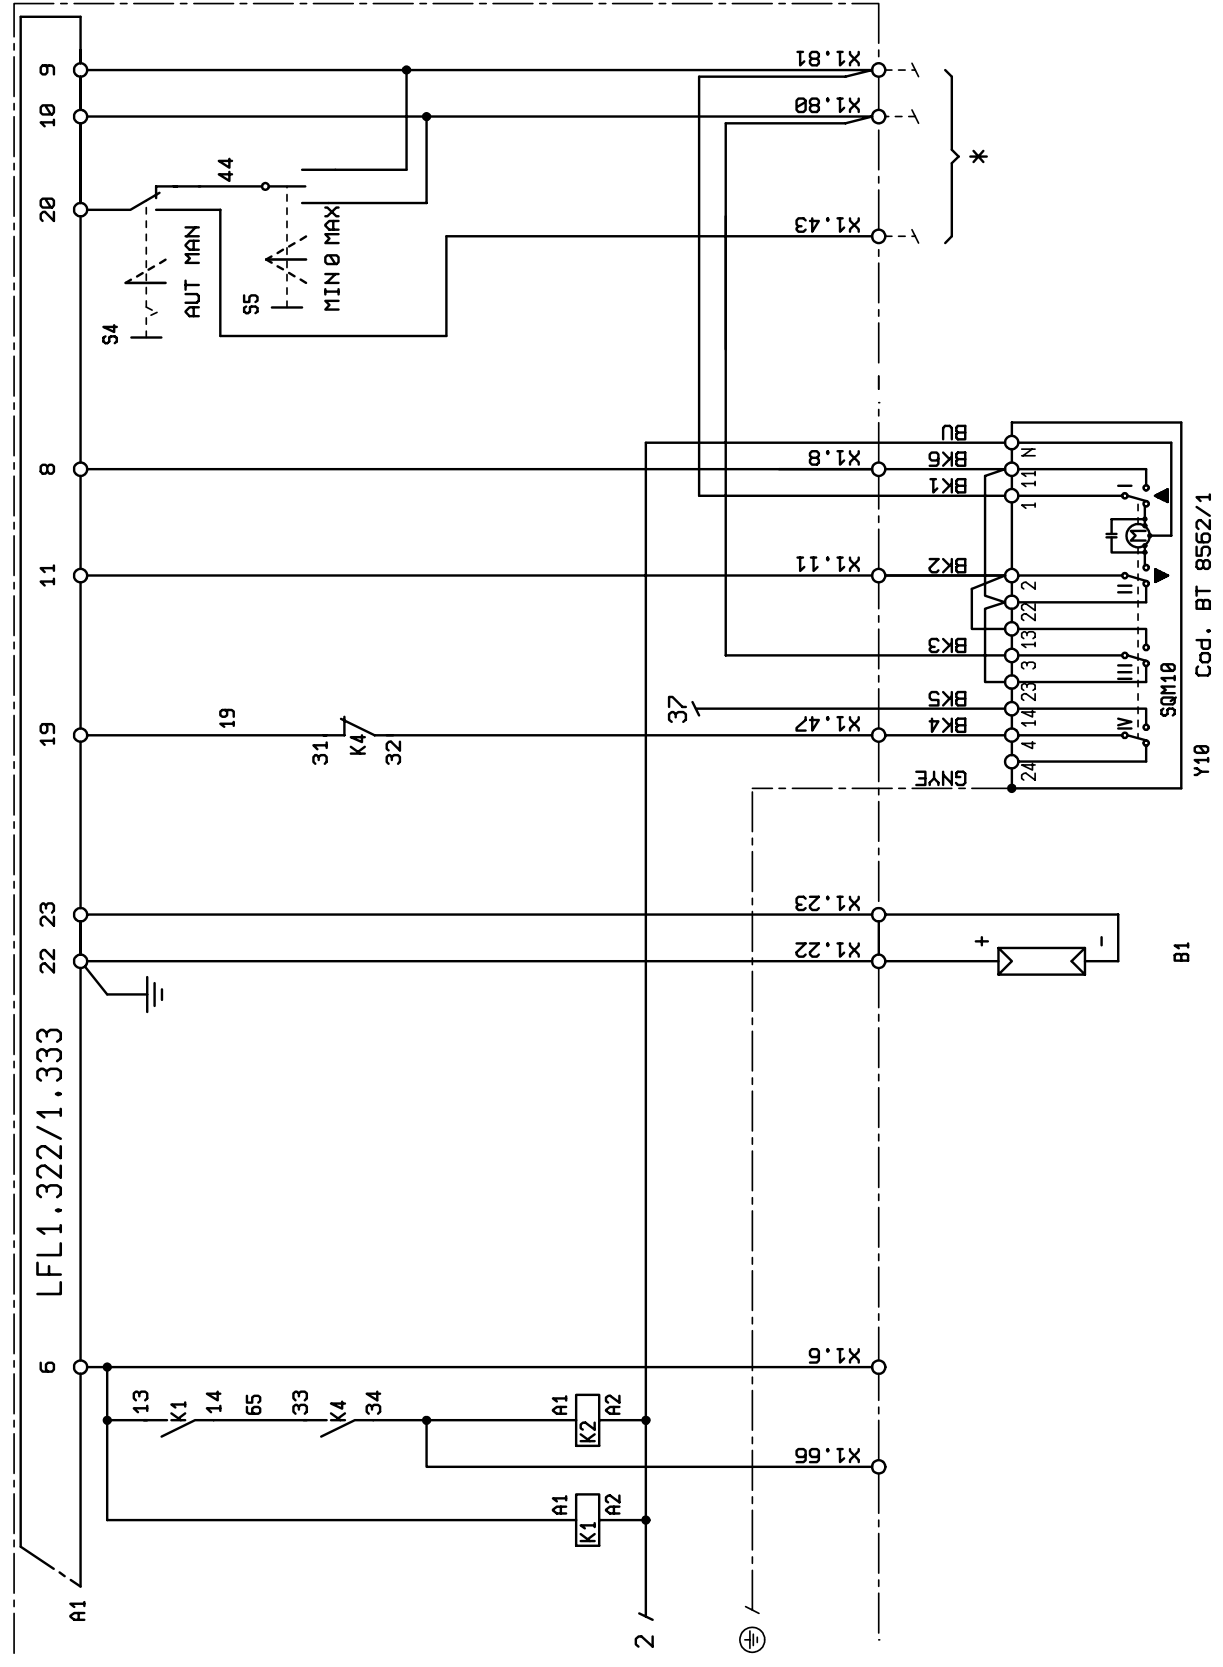 A1
LFL1.322/1.333
6
22
23
19
11
8
20
10
9
13
K1
14
65
33
K4
34
A1
K2
A2
A1
K1
A2
2
X1.6
X1.66
X1.22
X1.23
+
-
B1
19
31
K4
32
37
X1.47
X1.11
X1.8
X1.43
X1.80
X1.81
*
S4
AUT MAN
S5
MIN 0 MAX
44
GNYE
BK4
BK5
BK3
BK2
BK1
BK6
BU
24
4
14
23
3
13
22
2
1
11
N
IV
III
II
I
M
SQM10
Y10
Cod. BT 8562/1